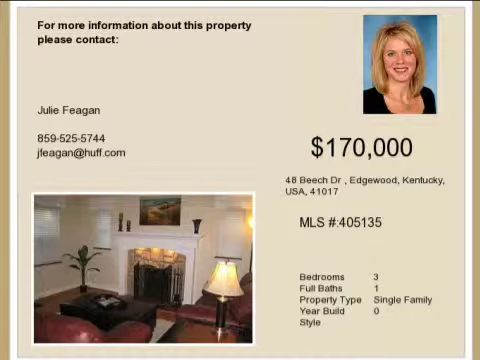 For more information about this property
please contact:
Julie Feagan
859-525-5744
jfeagan@huff.com
$170,000
48 Beech Dr , Edgewood, Kentucky,
USA, 41017
MLS #:405135
Bedrooms 3
Full Baths 1
Property Type Single Family
Year Build 0
Style